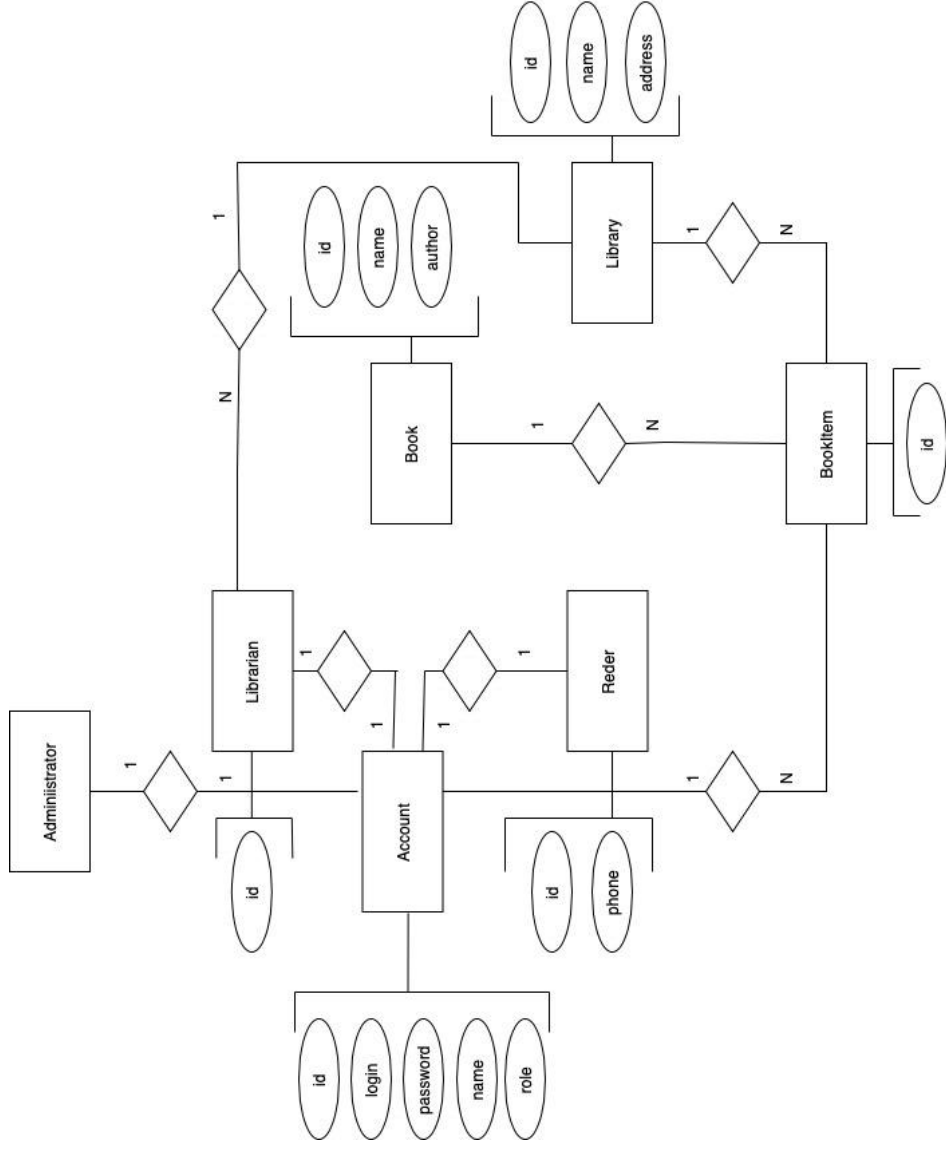 Adminiistrator
1
1
N
1
id
Librarian
1
id
login
password
name
role
Account
1
1
1
id
name
author
Book
1
N
id
name
address
id
phone
Reder
Library
1
1
N
N
BookItem
id